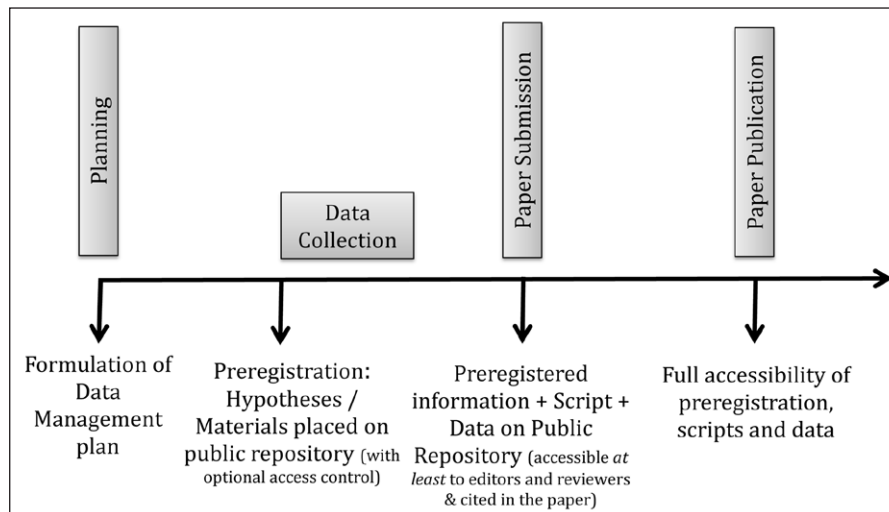 Planning
Data
Collection
Paper Submission
Paper Publication
Formulation of
Data
Management
plan
Preregistration:
Hypotheses /
Materials placed on
public repository (with
optional access control)
Preregistered
information + Script +
Data on Public
Repository (accessible at
least to editors and reviewers
& cited in the paper)
Full accessibility of
preregistration,
scripts and data